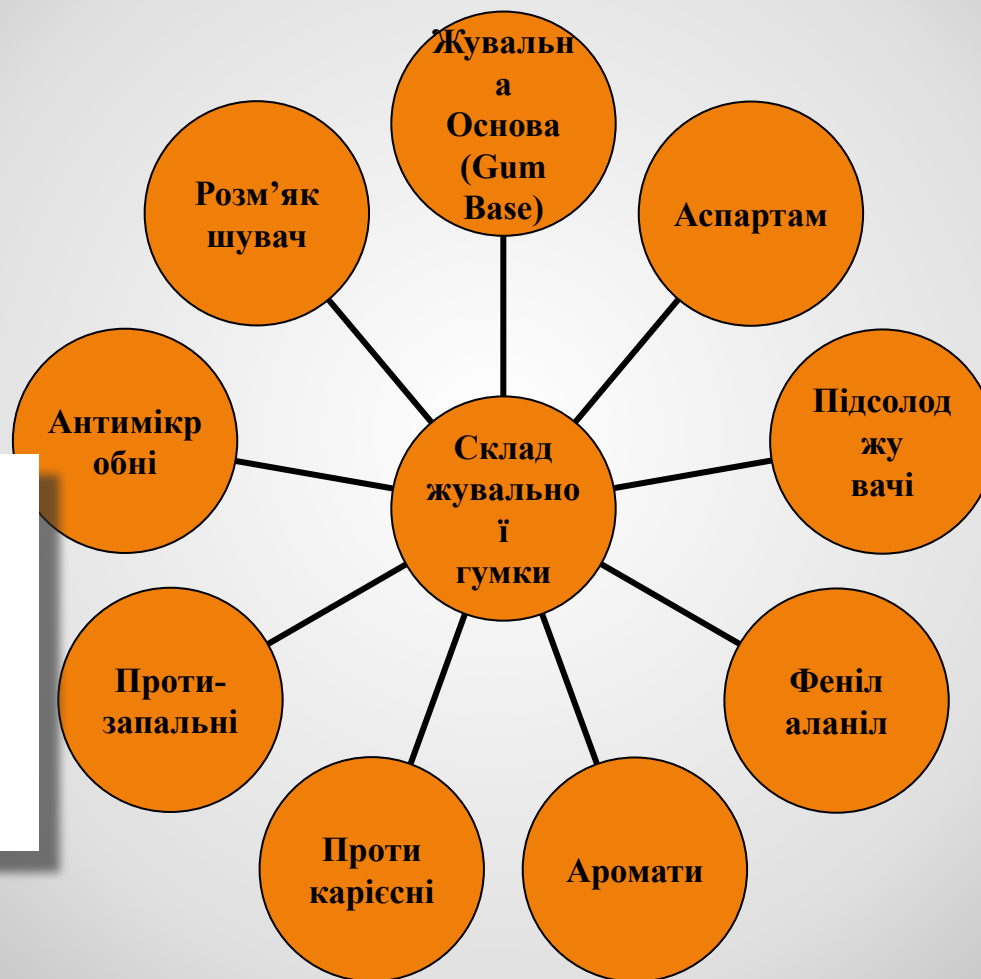 Жувальн
а
Основа
(Gum
Base)
Розм’як
шувач
Аспартам
Антимікр
обні
Підсолод
жу
вачі
Склад
жувально
ї
гумки
Проти-
запальні
Феніл
аланіл
Проти
карієсні
Аромати